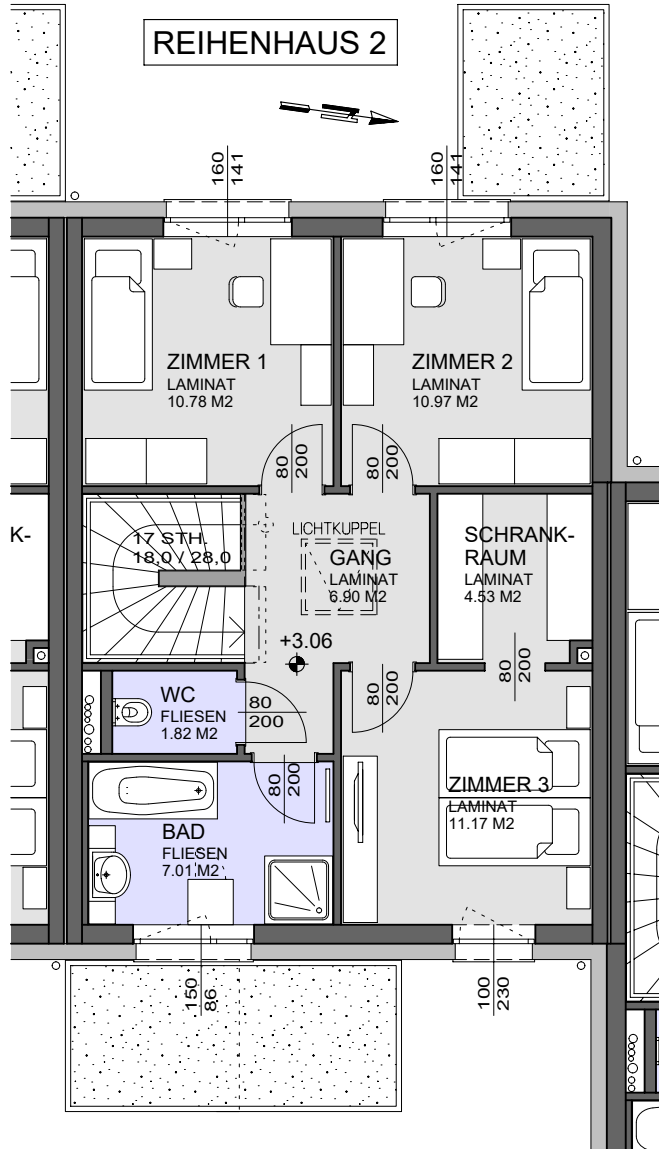 REIHENHAUS 2
160
141
160
141
ZIMMER 1
LAMINAT
10.78 M2
ZIMMER 2
LAMINAT
10.97 M2
80
200
80
200
K-
17 STH.
18,0 / 28,0
LICHTKUPPEL
GANG
LAMINAT
6.90 M2
SCHRANK-
RAUM
LAMINAT
4.53 M2
+3.06
80
200
80
200
WC
FLIESEN
1.82 M2
80
200
80
200
ZIMMER 3
LAMINAT
11.17 M2
BAD
FLIESEN
7.01 M2
150
86
100
230